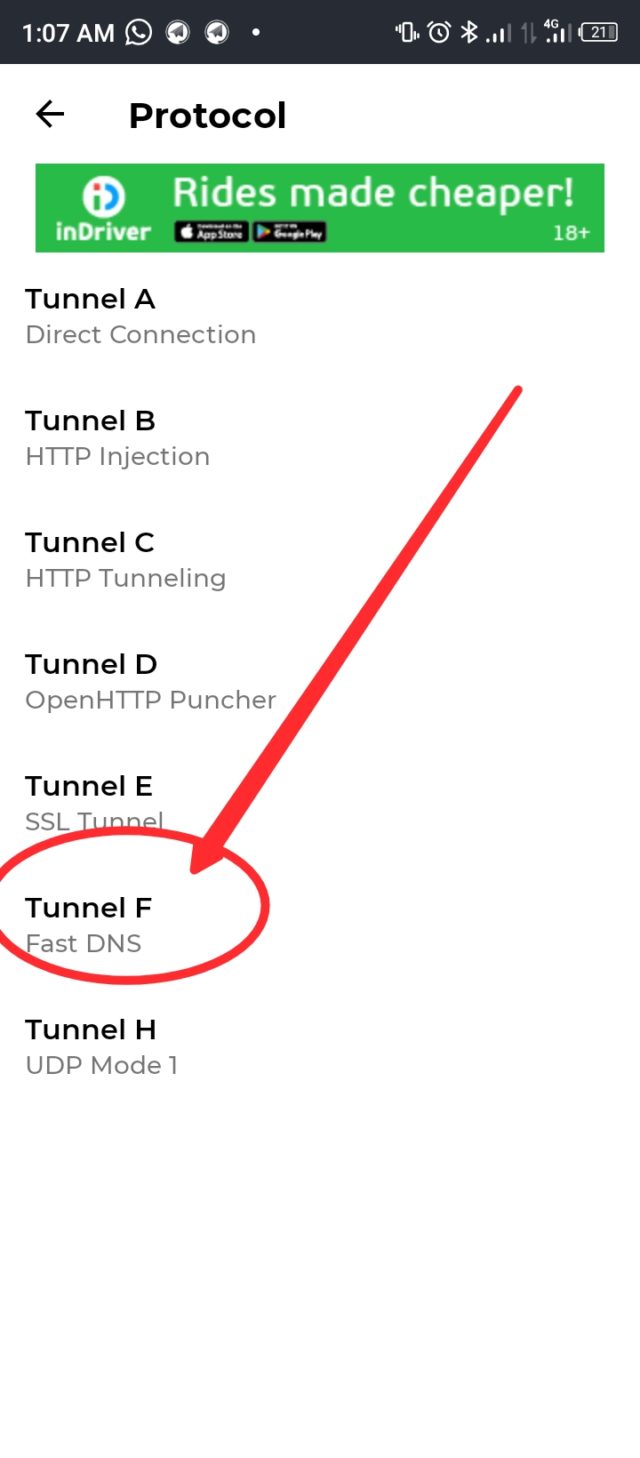 1:07 AM
4G
21
Protocol
Rides made cheaper!
inDriver
App Store
Google Play
18+
Tunnel A
Direct Connection
Tunnel B
HTTP Injection
Tunnel C
HTTP Tunneling
Tunnel D
OpenHTTP Puncher
Tunnel E
SSL Tunnel
Tunnel F
Fast DNS
Tunnel H
UDP Mode 1